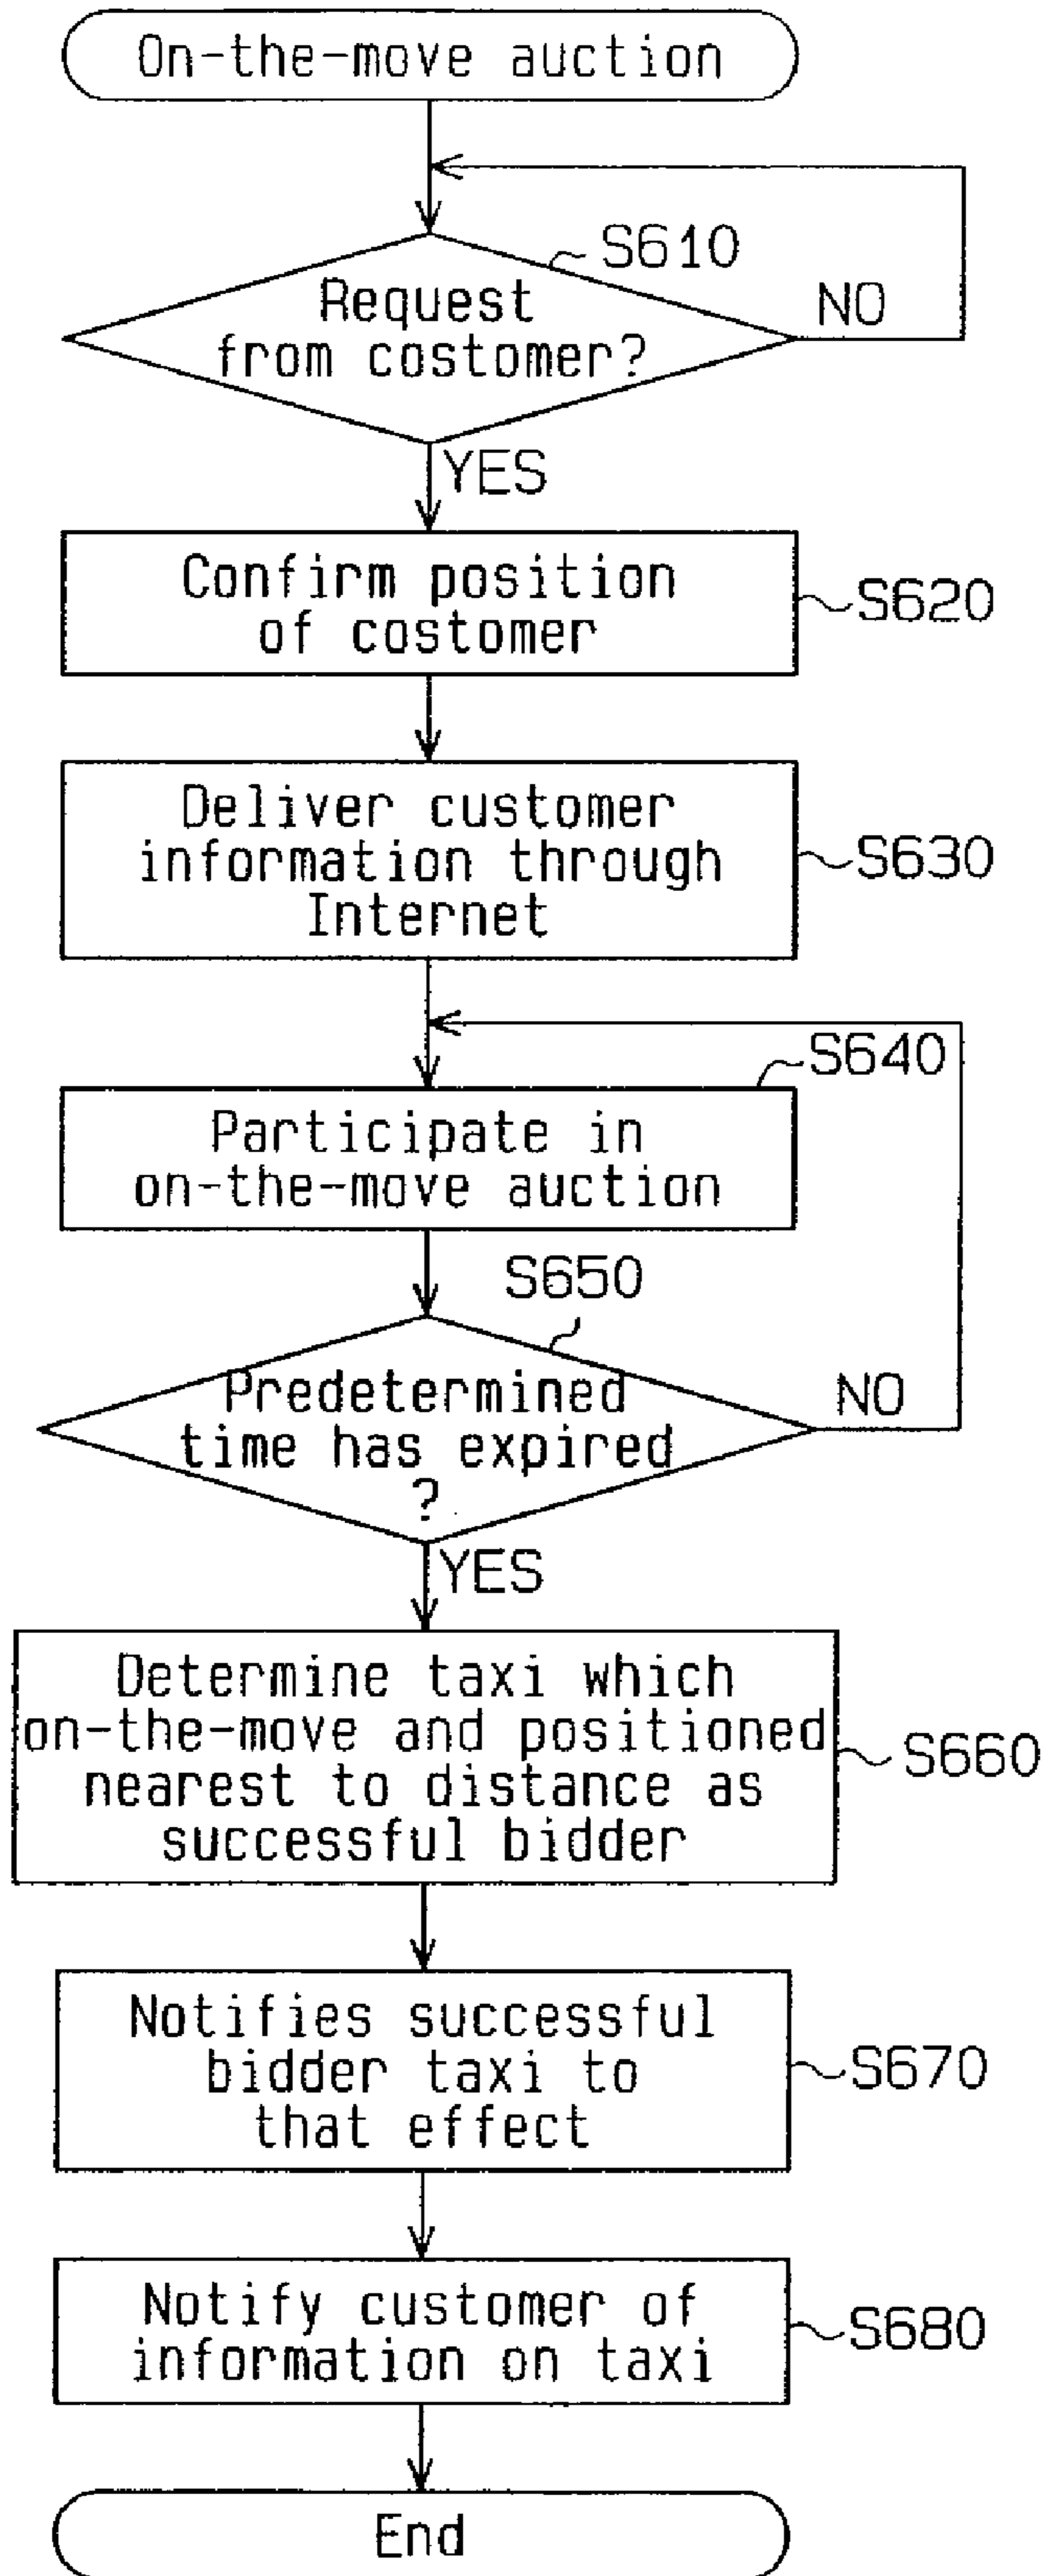 On-the-move auction
S610
Request
from costomer?
NO
YES
Confirm position
of costomer
S620
Deliver customer
information through
Internet
S630
S640
Participate in
on-the-move auction
S650
Predetermined
time has expired
?
NO
YES
Determine taxi which
on-the-move and positioned
nearest to distance as
successful bidder
S660
Notifies successful
bidder taxi to
that effect
S670
Notify customer of
information on taxi
S680
End